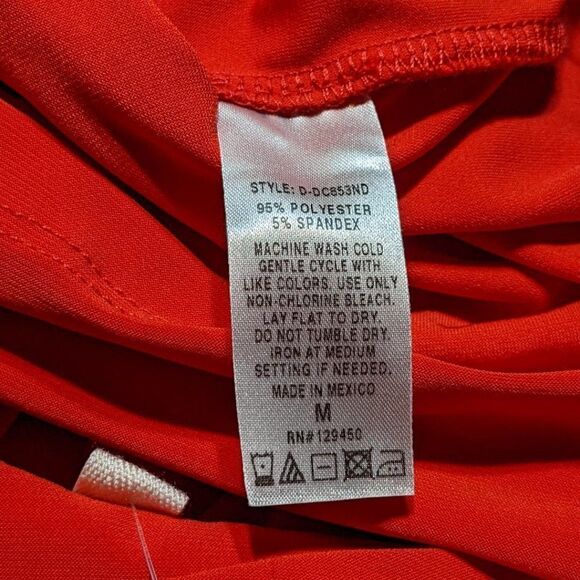 STYLE: D-DC853ND
95% POLYESTER
5% SPANDEX
MACHINE WASH COLD
GENTLE CYCLE WITH
LIKE COLORS. USE ONLY
NON-CHLORINE BLEACH.
LAY FLAT TO DRY.
DO NOT TUMBLE DRY.
IRON AT MEDIUM
SETTING IF NEEDED.
MADE IN MEXICO
M
RN#129450